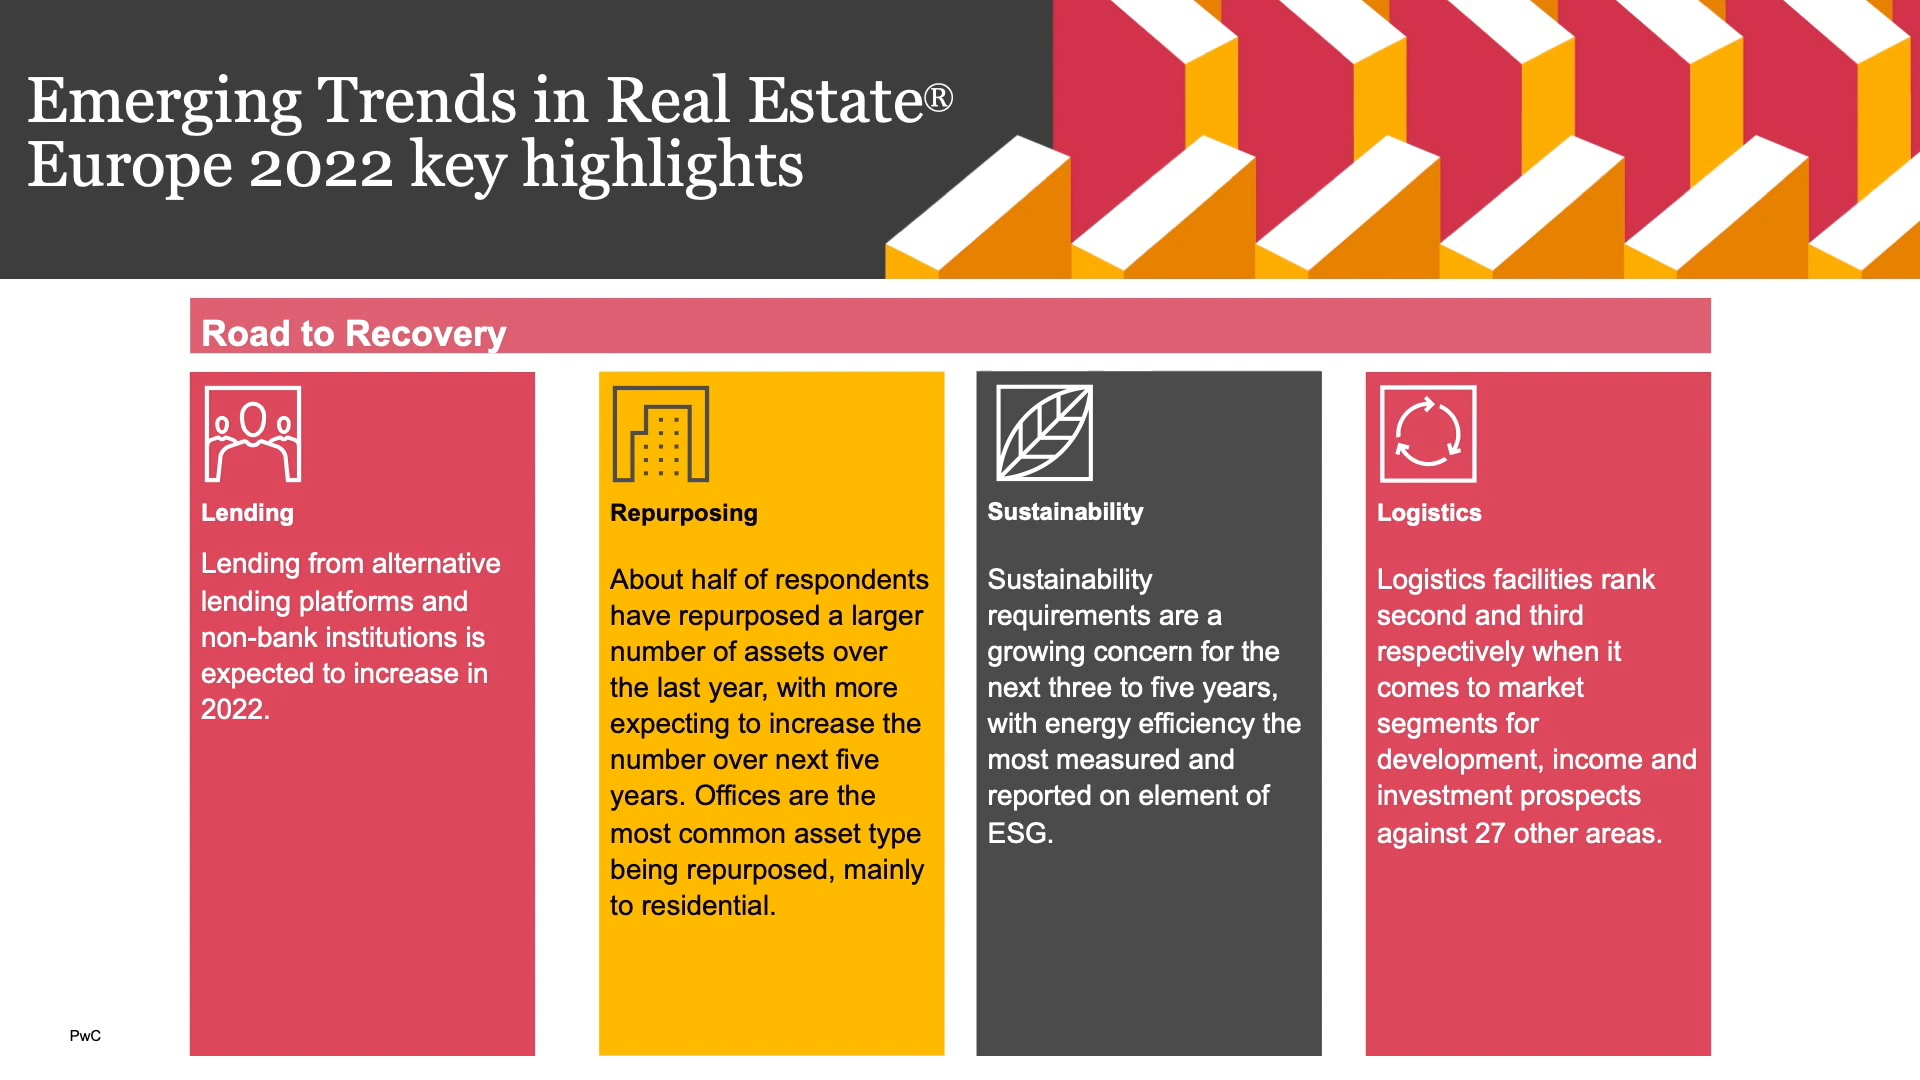 Emerging Trends in Real Estate®
Europe 2022 key highlights
Road to Recovery
Lending
Lending from alternative
lending platforms and
non-bank institutions is
expected to increase in
2022.
Repurposing
About half of respondents
have repurposed a larger
number of assets over
the last year, with more
expecting to increase the
number over next five
years. Offices are the
most common asset type
being repurposed, mainly
to residential.
Sustainability
Sustainability
requirements are a
growing concern for the
next three to five years,
with energy efficiency the
most measured and
reported on element of
ESG.
Logistics
Logistics facilities rank
second and third
respectively when it
comes to market
segments for
development, income and
investment prospects
against 27 other areas.
PwC